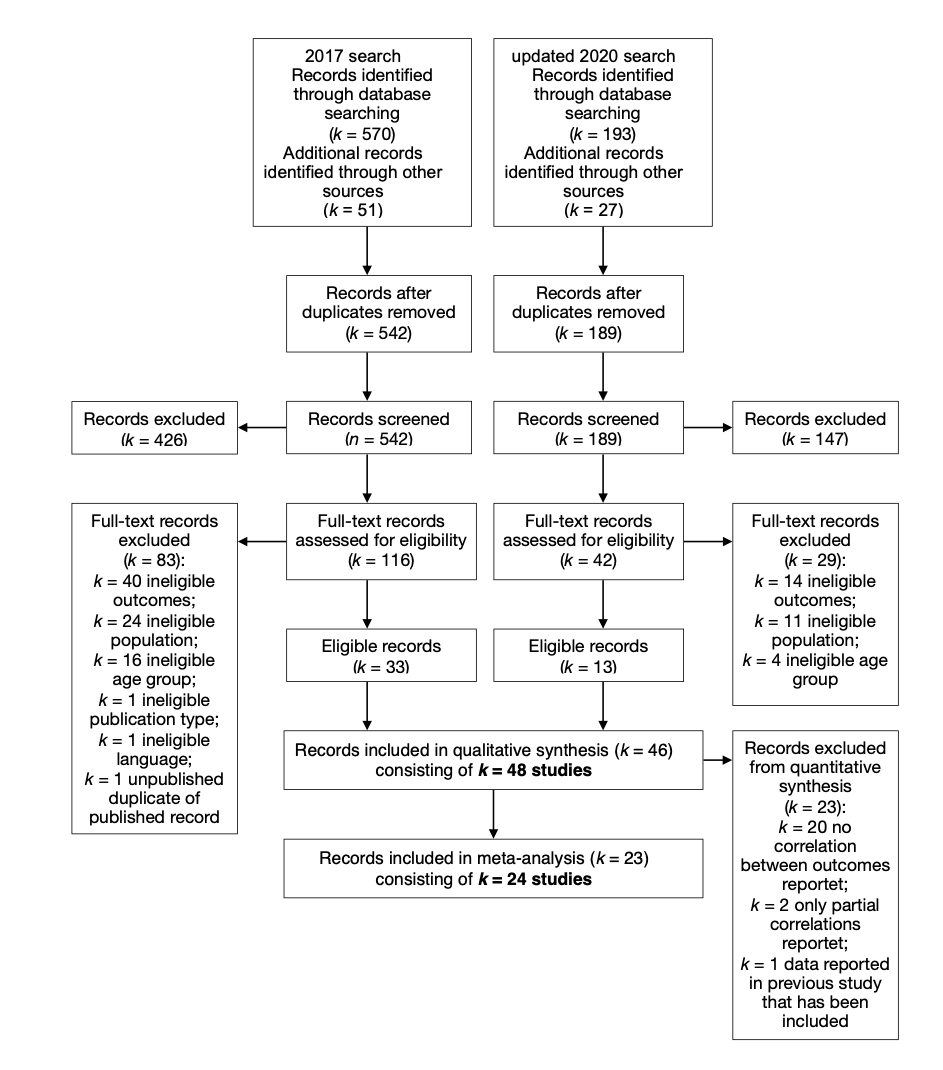 2017 search
Records identified
through database
searching
(k = 570)
Additional records
identified through other
sources
(k = 51)
updated 2020 search
Records identified
through database
searching
(k = 193)
Additional records
identified through other
sources
(k = 27)
Records after
duplicates removed
(k = 542)
Records after
duplicates removed
(k = 189)
Records excluded
(k = 426)
Records screened
(n = 542)
Records screened
(k = 189)
Records excluded
(k = 147)
Full-text records
excluded
(k = 83):
k = 40 ineligible
outcomes;
k = 24 ineligible
population;
k = 16 ineligible
age group;
k = 1 ineligible
publication type;
k = 1 ineligible
language;
k = 1 unpublished
duplicate of
published record
Full-text records
assessed for eligibility
(k = 116)
Full-text records
assessed for eligibility
(k = 42)
Full-text records
excluded
(k = 29):
k = 14 ineligible
outcomes;
k = 11 ineligible
population;
k = 4 ineligible age
group
Eligible records
(k = 33)
Eligible records
(k = 13)
Records included in qualitative synthesis (k = 46)
consisting of k = 48 studies
Records excluded
from quantitative
synthesis
(k = 23):
k = 20 no
correlation
between outcomes
reportet;
k = 2 only partial
correlations
reportet;
k = 1 data reported
in previous study
that has been
included
Records included in meta-analysis (k = 23)
consisting of k = 24 studies